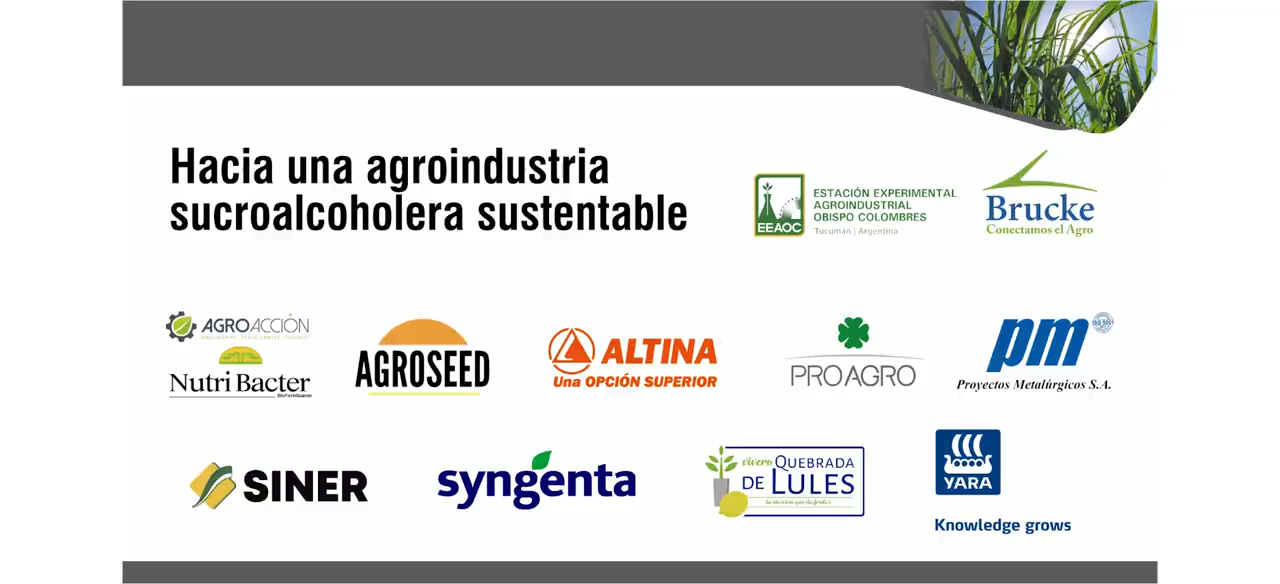 Hacia una agroindustria
sucroalcoholera sustentable
ESTACIÓN EXPERIMENTAL
AGROINDUSTRIAL
OBISPO COLOMBRES
EEAOC
Tucumán | Argentina
Brucke
Conectamos el Agro
AGROACCIÓN
Nutri Bacter
AGROSEED
ALTINA
Una OPCIÓN SUPERIOR
PROAGRO
pm
ISO 9001
Proyectos Metalúrgicos S.A.
SINER
syngenta
vivero QUEBRADA
DE LULES
YARA
Knowledge grows